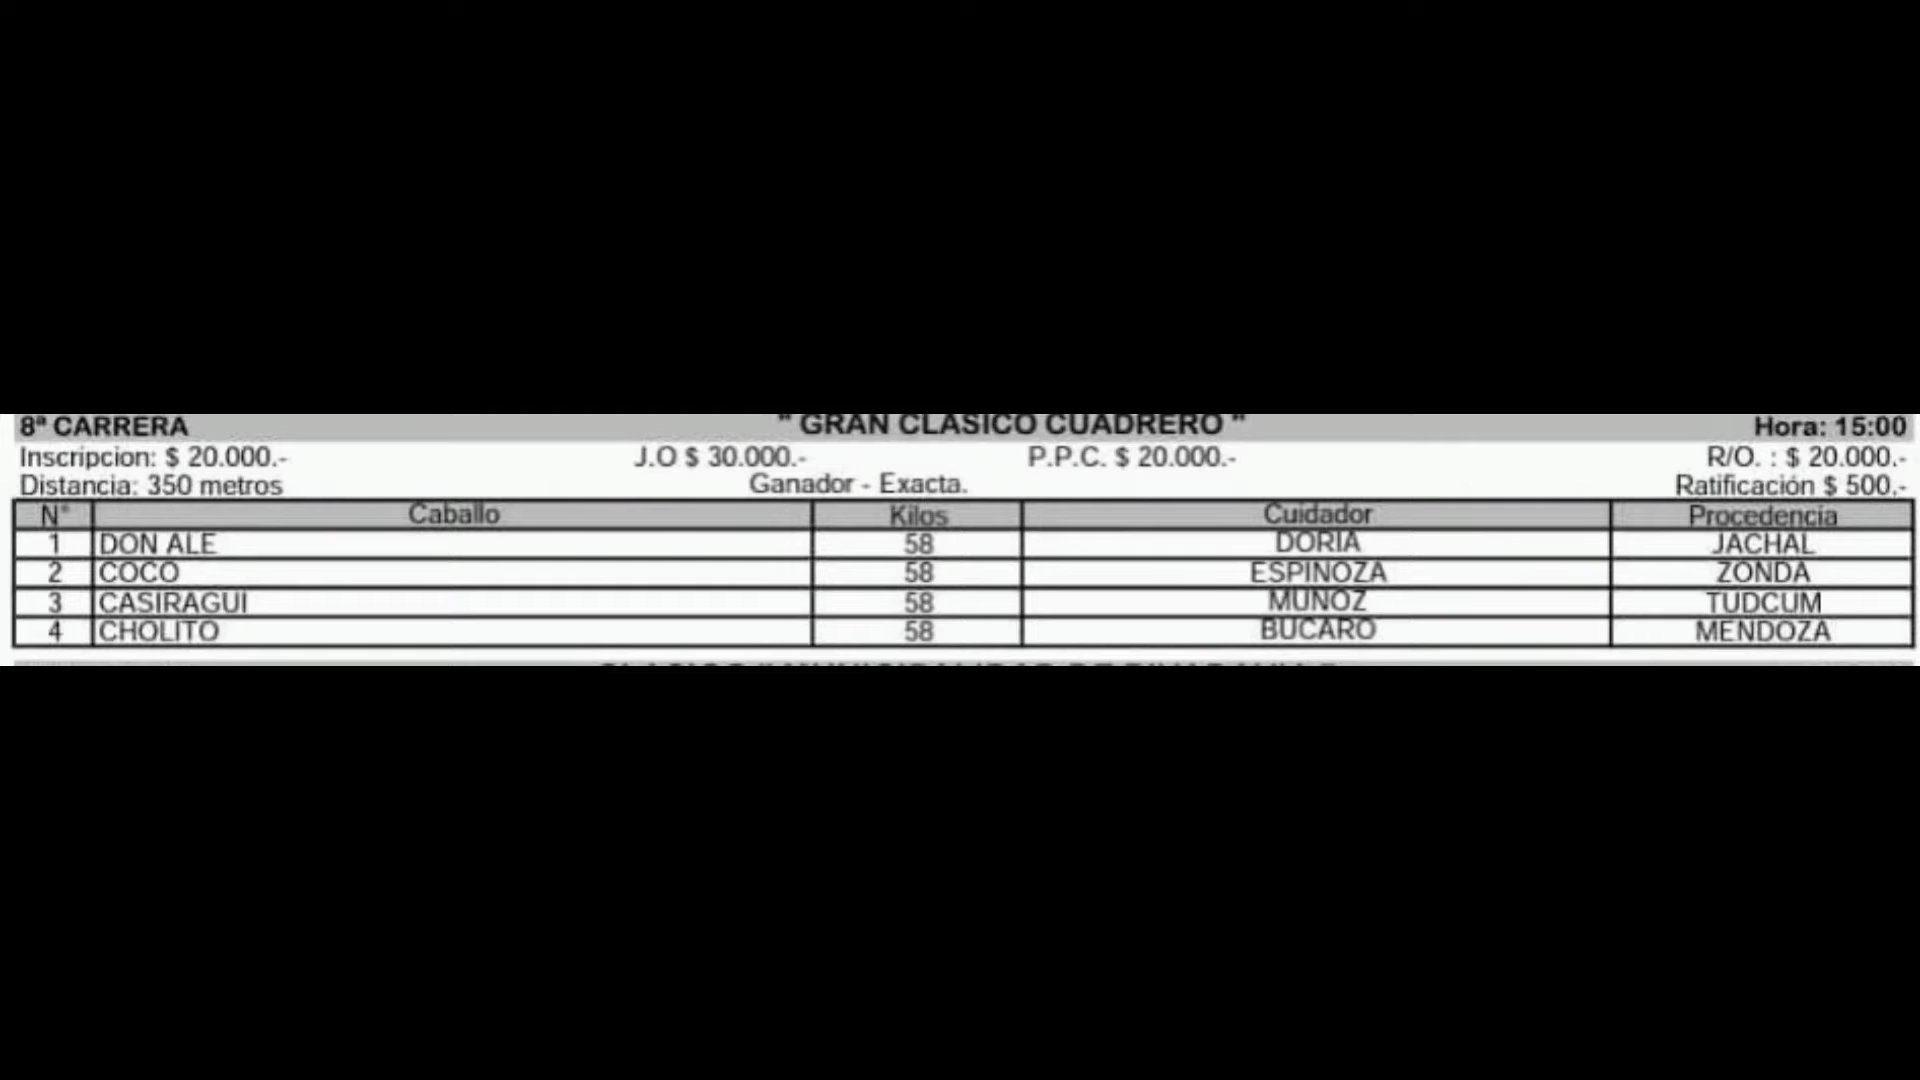 8ª CARRERA " GRAN CLASICO CUADRERO " Hora: 15:00
Inscripcion: $ 20.000.- J.O $ 30.000.- P.P.C. $ 20.000.- R/O. : $ 20.000.-
Distancia: 350 metros Ganador - Exacta. Ratificación $ 500.-
N° Caballo Kilos Cuidador Procedencia
1 DON ALE 58 DORIA JACHAL
2 COCO 58 ESPINOZA ZONDA
3 CASIRAGUI 58 MUÑOZ TUDCUM
4 CHOLITO 58 BUCARO MENDOZA